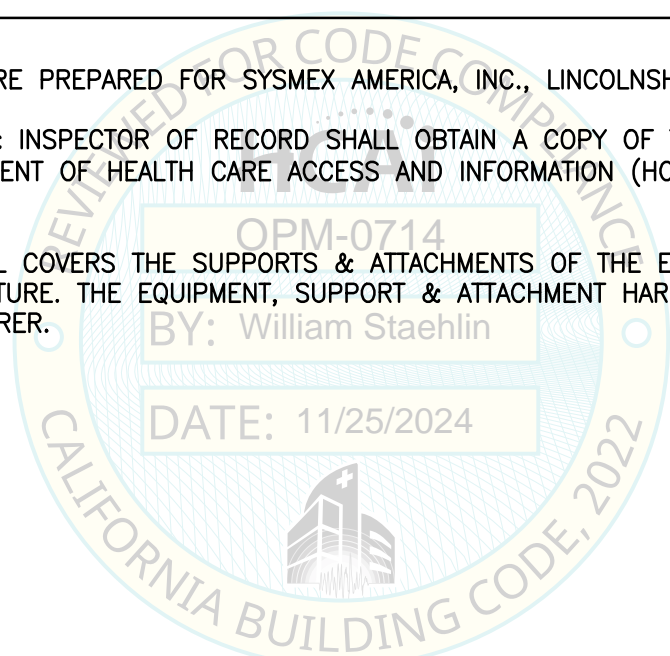 REVIEWED FOR CODE COMPLIANCE
RE PREPARED FOR SYSMEX AMERICA, INC., LINCOLNSH
HCAI
: INSPECTOR OF RECORD SHALL OBTAIN A COPY OF
ENT OF HEALTH CARE ACCESS AND INFORMATION (HC
OPM-0714
L COVERS THE SUPPORTS & ATTACHMENTS OF THE E
TURE. THE EQUIPMENT, SUPPORT & ATTACHMENT HAR
RER.
BY: William Staehlin
DATE: 11/25/2024
CALIFORNIA BUILDING CODE, 2022